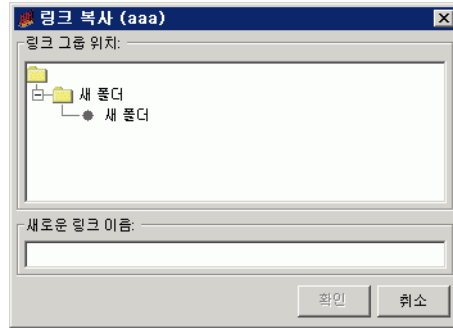 링크 복사 (aaa)
링크 그룹 위치:
새 폴더
새 폴더
새로운 링크 이름:
확인
취소